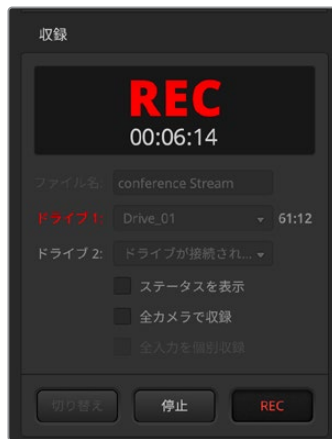 収録
REC
00:06:14
ファイル名: conference Stream
ドライブ 1: Drive_01 61:12
ドライブ 2: ドライブが接続され...
ステータスを表示
全カメラで収録
全入力を個別収録
切り替え 停止 REC